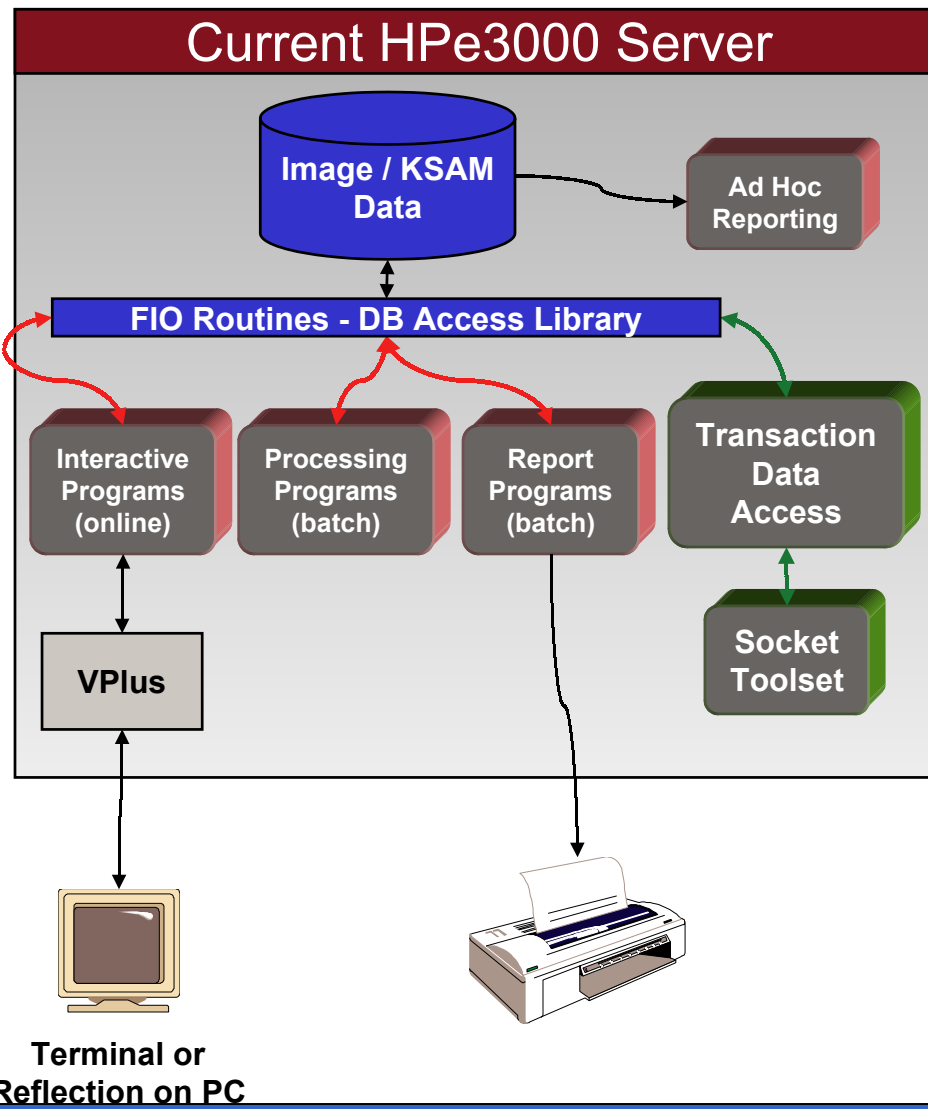 Current HPe3000 Server
Image / KSAM
Data
Ad Hoc
Reporting
FIO Routines - DB Access Library
Interactive
Programs
(online)
Processing
Programs
(batch)
Report
Programs
(batch)
Transaction
Data
Access
VPlus
Socket
Toolset
Terminal or
Reflection on PC